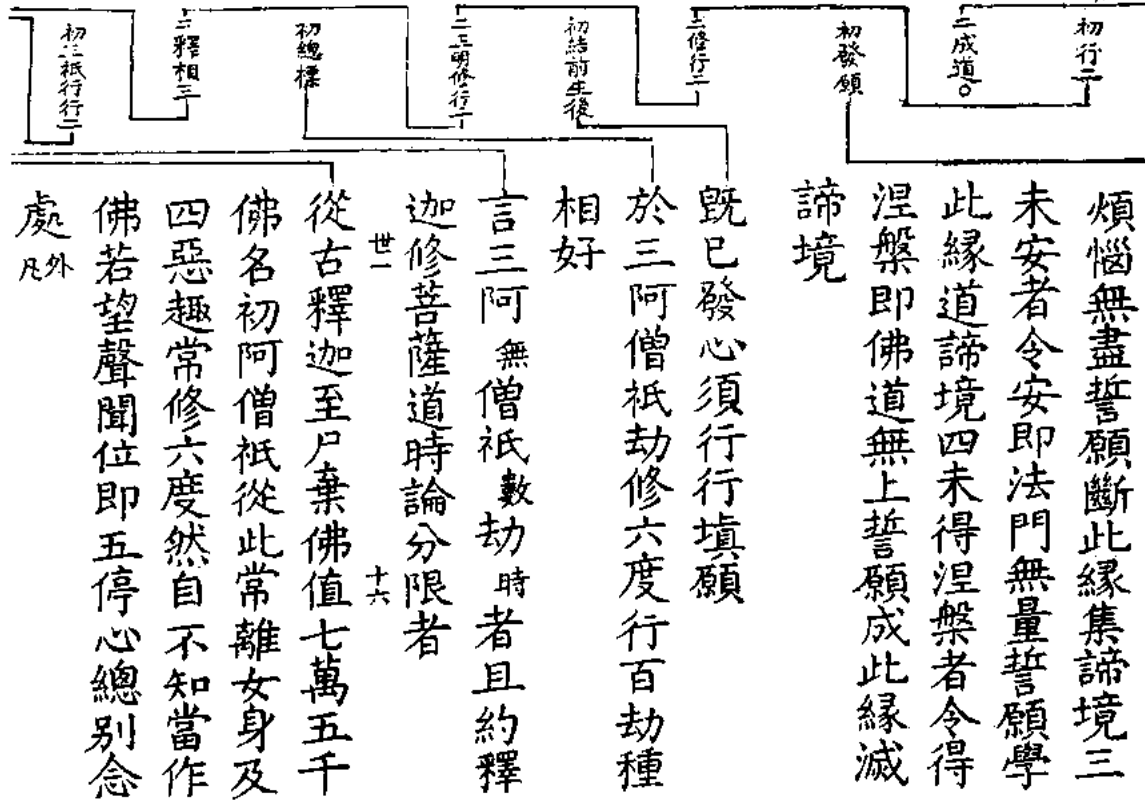 初行二
二成道○
初發願
二修行二
初結前生後
二正明修行二
初總標
二釋相三
初三祇行行二
煩惱無盡誓願斷此緣集諦境三
未安者令安即法門無量誓願學
此緣道諦境四未得涅槃者令得
涅槃即佛道無上誓願成此緣滅
諦境
既已發心須行行填願
於三阿僧祇劫修六度行百劫種
相好
言三阿無僧祇數劫時者且約釋
迦修菩薩道時論分限者
卋一
十六
從古釋迦至尸棄佛值七萬五千
佛名初阿僧祇從此常離女身及
四惡趣常修六度然自不知當作
佛若望聲聞位即五停心總別念
處外凡